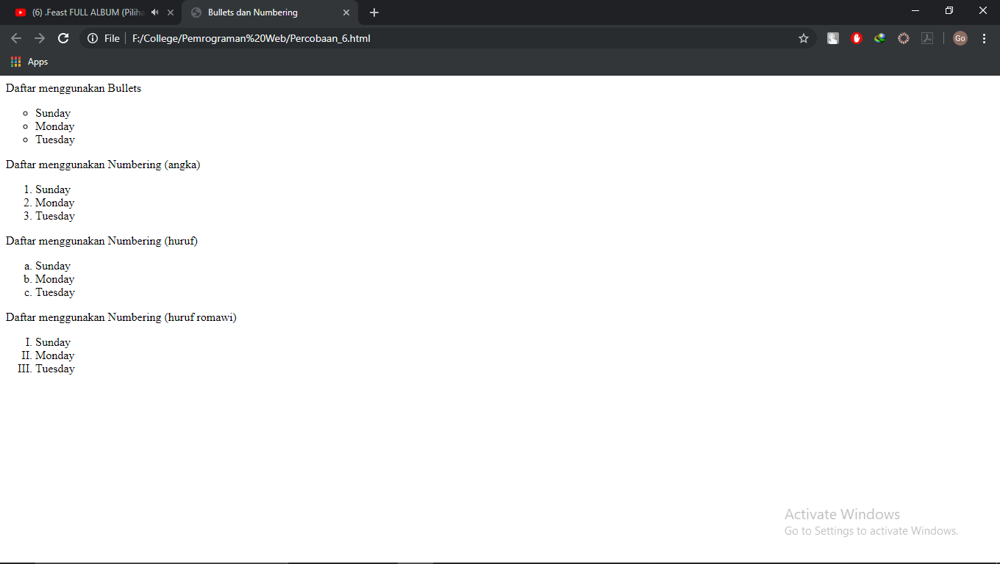 (6) .Feast FULL ALBUM (Piliha
Bullets dan Numbering
File
F:/College/Pemrograman%20Web/Percobaan_6.html
Go
Apps
Daftar menggunakan Bullets
Sunday
Monday
Tuesday
Daftar menggunakan Numbering (angka)
1. Sunday
2. Monday
3. Tuesday
Daftar menggunakan Numbering (huruf)
a. Sunday
b. Monday
c. Tuesday
Daftar menggunakan Numbering (huruf romawi)
I. Sunday
II. Monday
III. Tuesday
Activate Windows
Go to Settings to activate Windows.